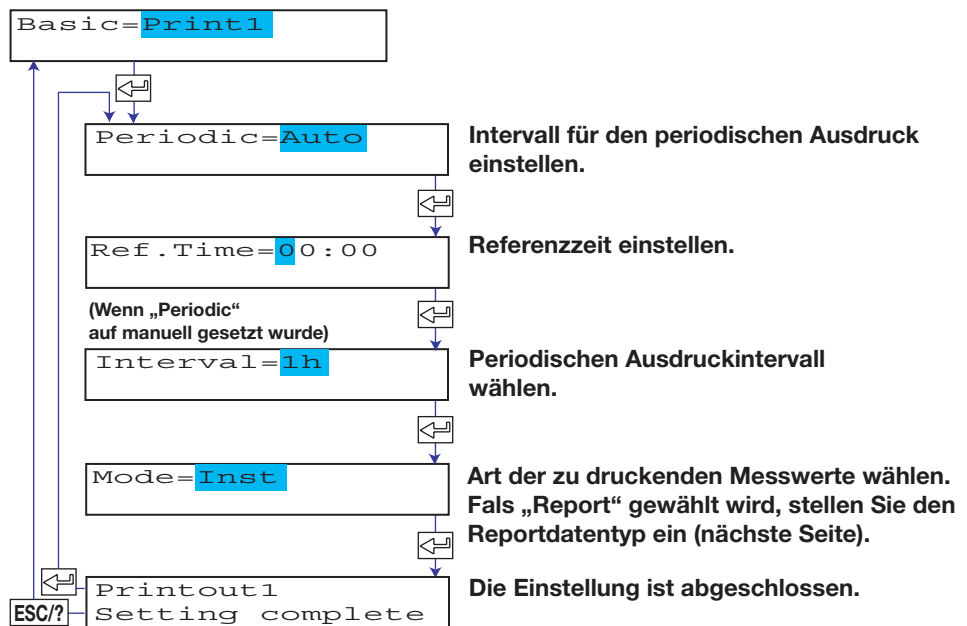 Basic=Print1
Periodic=Auto
Intervall für den periodischen Ausdruck
einstellen.
Ref.Time=00:00
Referenzzeit einstellen.
(Wenn „Periodic“
auf manuell gesetzt wurde)
Interval=1h
Periodischen Ausdruckintervall
wählen.
Mode=Inst
Art der zu druckenden Messwerte wählen.
Fals „Report“ gewählt wird, stellen Sie den
Reportdatentyp ein (nächste Seite).
Printout1
Setting complete
Die Einstellung ist abgeschlossen.
ESC/?